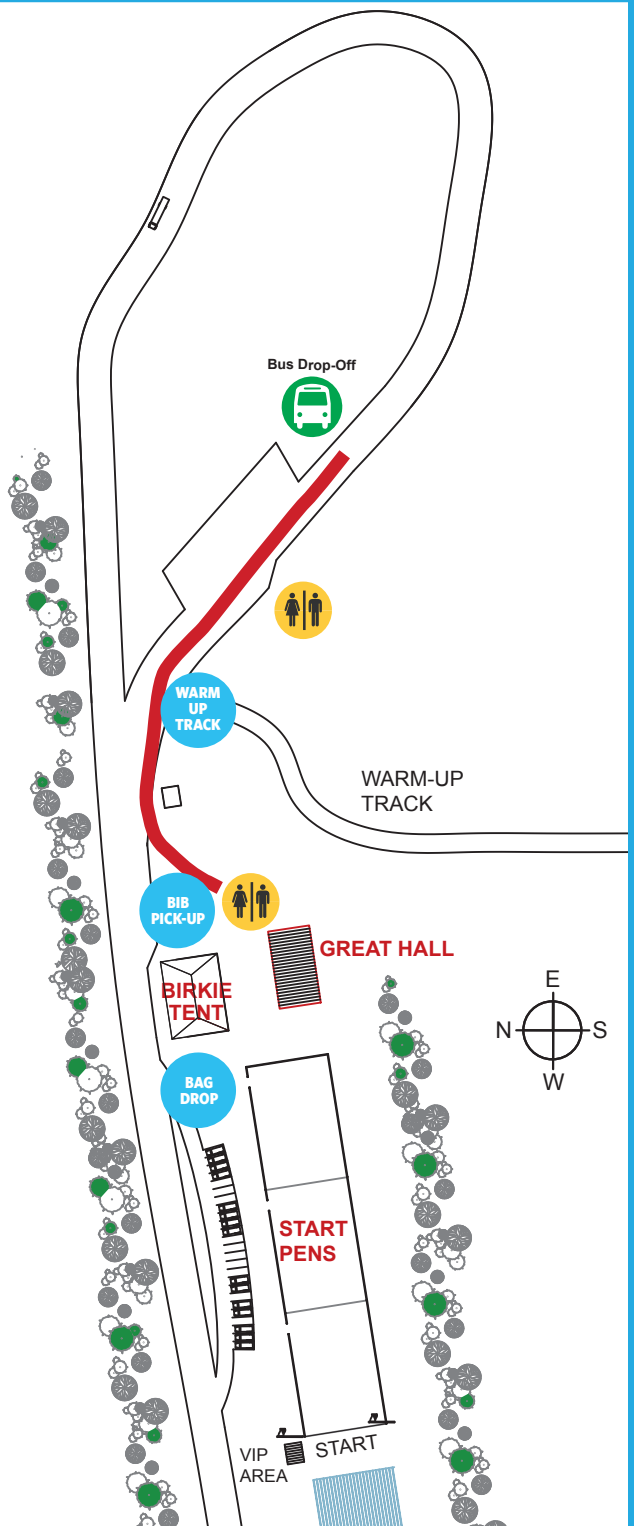 Bus Drop-Off
WARM
UP
TRACK
WARM-UP
TRACK
BIB
PICK-UP
GREAT HALL
BIRKIE
TENT
E
N
S
W
BAG
DROP
START
PENS
VIP
AREA
START